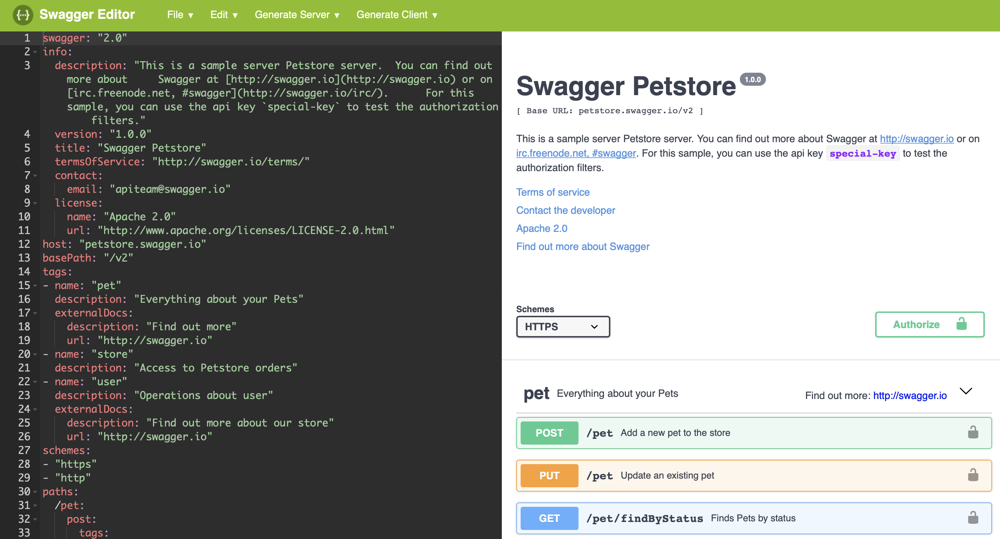 Swagger Editor File ▼ Edit ▼ Generate Server ▼ Generate Client ▼
1 swagger: "2.0"
2 info:
3   description: "This is a sample server Petstore server.  You can find out
    more about     Swagger at [http://swagger.io](http://swagger.io) or on
    [irc.freenode.net, #swagger](http://swagger.io/irc/).      For this
    sample, you can use the api key `special-key` to test the authorization
        filters."
4   version: "1.0.0"
5   title: "Swagger Petstore"
6   termsOfService: "http://swagger.io/terms/"
7   contact:
8     email: "apiteam@swagger.io"
9   license:
10     name: "Apache 2.0"
11     url: "http://www.apache.org/licenses/LICENSE-2.0.html"
12 host: "petstore.swagger.io"
13 basePath: "/v2"
14 tags:
15 - name: "pet"
16   description: "Everything about your Pets"
17   externalDocs:
18     description: "Find out more"
19     url: "http://swagger.io"
20 - name: "store"
21   description: "Access to Petstore orders"
22 - name: "user"
23   description: "Operations about user"
24   externalDocs:
25     description: "Find out more about our store"
26     url: "http://swagger.io"
27 schemes:
28 - "https"
29 - "http"
30 paths:
31   /pet:
32     post:
33       tags:
Swagger Petstore 1.0.0
[ Base URL: petstore.swagger.io/v2 ]
This is a sample server Petstore server. You can find out more about Swagger at http://swagger.io or on
irc.freenode.net, #swagger. For this sample, you can use the api key special-key to test the
authorization filters.
Terms of service
Contact the developer
Apache 2.0
Find out more about Swagger
Schemes
HTTPS
Authorize
pet Everything about your Pets Find out more: http://swagger.io
POST /pet Add a new pet to the store
PUT /pet Update an existing pet
GET /pet/findByStatus Finds Pets by status